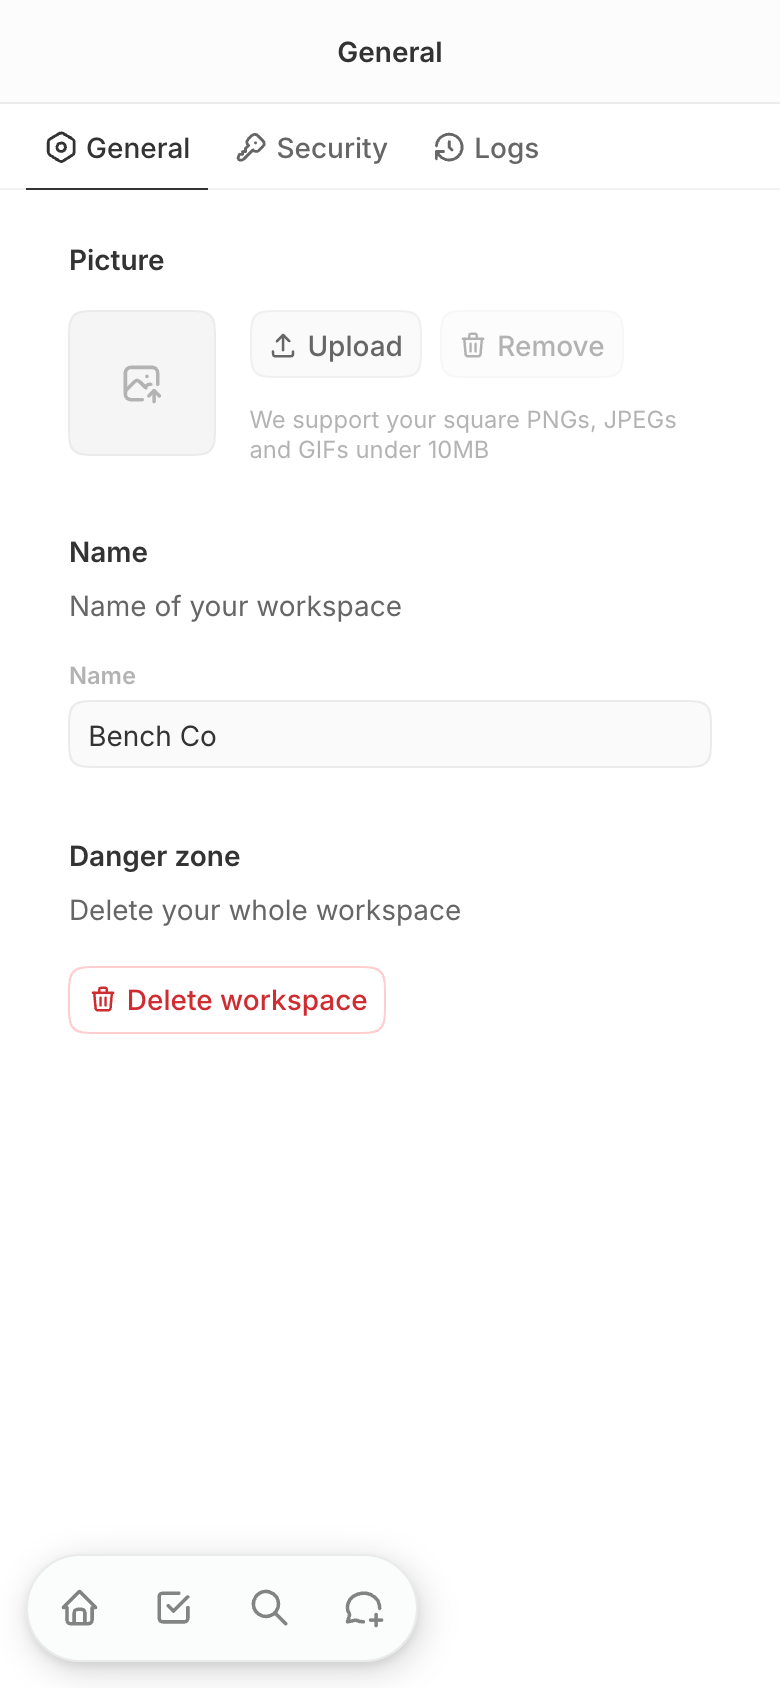 General
General
Security
Logs
Picture
Upload
Remove
We support your square PNGs, JPEGs
and GIFs under 10MB
Name
Name of your workspace
Name
Bench Co
Danger zone
Delete your whole workspace
Delete workspace